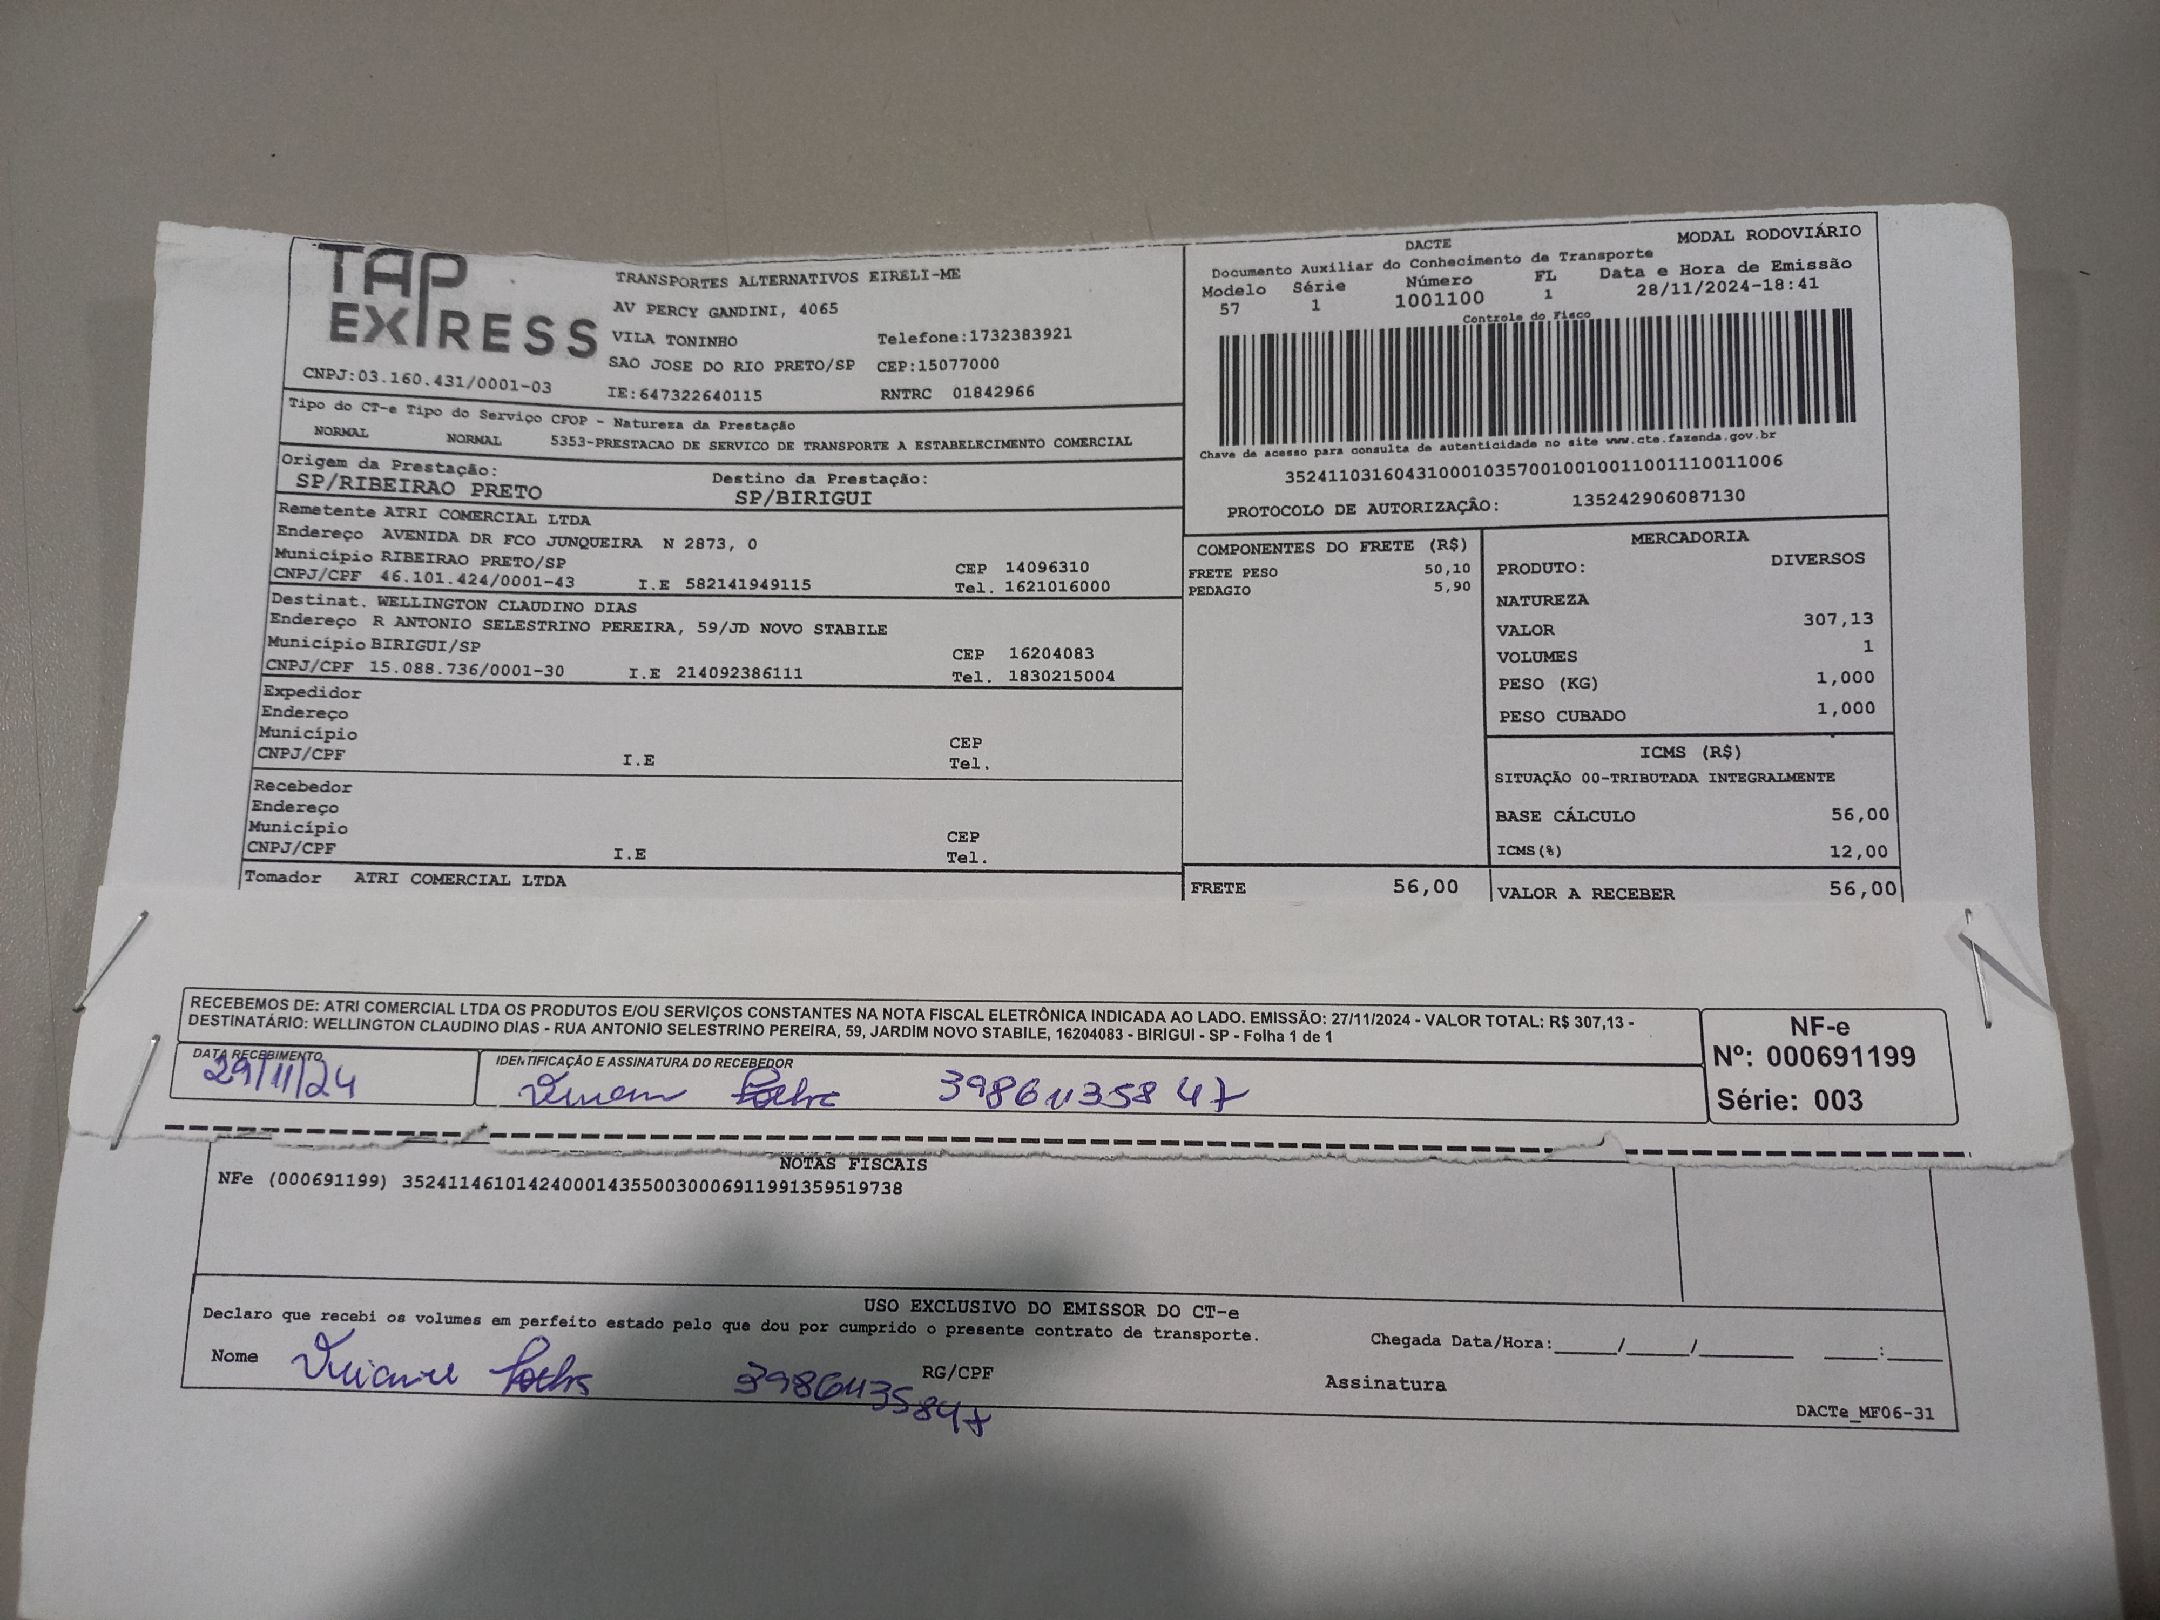 TAP EXPRESS
TRANSPORTES ALTERNATIVOS EIRELI-ME
AV PERCY GANDINI, 4065
VILA TONINHO Telefone:1732383921
SAO JOSE DO RIO PRETO/SP CEP:15077000
CNPJ:03.160.431/0001-03 IE:647322640115 RNTRC 01842966
Tipo do CT-e Tipo do Serviço CFOP - Natureza da Prestação
NORMAL NORMAL 5353-PRESTACAO DE SERVICO DE TRANSPORTE A ESTABELECIMENTO COMERCIAL
Origem da Prestação: Destino da Prestação:
SP/RIBEIRAO PRETO SP/BIRIGUI
Remetente ATRI COMERCIAL LTDA
Endereço AVENIDA DR FCO JUNQUEIRA N 2873, 0
Município RIBEIRAO PRETO/SP CEP 14096310
CNPJ/CPF 46.101.424/0001-43 I.E 582141949115 Tel. 1621016000
Destinat. WELLINGTON CLAUDINO DIAS
Endereço R ANTONIO SELESTRINO PEREIRA, 59/JD NOVO STABILE
Município BIRIGUI/SP CEP 16204083
CNPJ/CPF 15.088.736/0001-30 I.E 214092386111 Tel. 1830215004
Expedidor
Endereço
Município CEP
CNPJ/CPF I.E Tel.
Recebedor
Endereço
Município CEP
CNPJ/CPF I.E Tel.
Tomador ATRI COMERCIAL LTDA
DACTE MODAL RODOVIÁRIO
Documento Auxiliar do Conhecimento de Transporte
Modelo Série Número FL Data e Hora de Emissão
57 1 1001100 1 28/11/2024-18:41
Controle do Fisco
Chave de acesso para consulta de autenticidade no site www.cte.fazenda.gov.br
35241103160431000103570010010011001110011006
PROTOCOLO DE AUTORIZAÇÂO: 135242906087130
COMPONENTES DO FRETE (R$)
FRETE PESO 50,10
PEDAGIO 5,90
FRETE 56,00
MERCADORIA
PRODUTO: DIVERSOS
NATUREZA
VALOR 307,13
VOLUMES 1
PESO (KG) 1,000
PESO CUBADO 1,000
ICMS (R$)
SITUAÇÃO 00-TRIBUTADA INTEGRALMENTE
BASE CÁLCULO 56,00
ICMS(%) 12,00
VALOR A RECEBER 56,00
RECEBEMOS DE: ATRI COMERCIAL LTDA OS PRODUTOS E/OU SERVIÇOS CONSTANTES NA NOTA FISCAL ELETRÔNICA INDICADA AO LADO. EMISSÃO: 27/11/2024 - VALOR TOTAL: R$ 307,13 -
DESTINATÁRIO: WELLINGTON CLAUDINO DIAS - RUA ANTONIO SELESTRINO PEREIRA, 59, JARDIM NOVO STABILE, 16204083 - BIRIGUI - SP - Folha 1 de 1
DATA RECEBIMENTO IDENTIFICAÇÃO E ASSINATURA DO RECEBEDOR
29/11/24 39861135847
NF-e
Nº: 000691199
Série: 003
NOTAS FISCAIS
NFe (000691199) 35241146101424000143550030006911991359519738
USO EXCLUSIVO DO EMISSOR DO CT-e
Declaro que recebi os volumes em perfeito estado pelo que dou por cumprido o presente contrato de transporte.
Chegada Data/Hora:_____/_____/_______ ____:____
Nome RG/CPF Assinatura
39861135847
DACTe_MF06-31